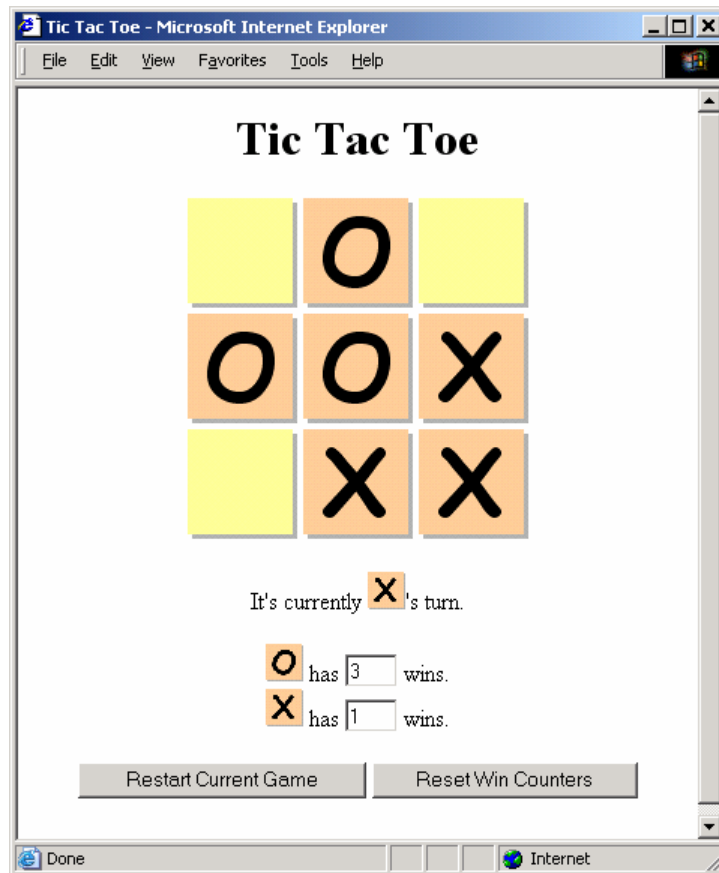 Tic Tac Toe - Microsoft Internet Explorer
File Edit View Favorites Tools Help
Tic Tac Toe
O
O O X
X X
It's currently X's turn.
O has 3 wins.
X has 1 wins.
Restart Current Game Reset Win Counters
Done Internet